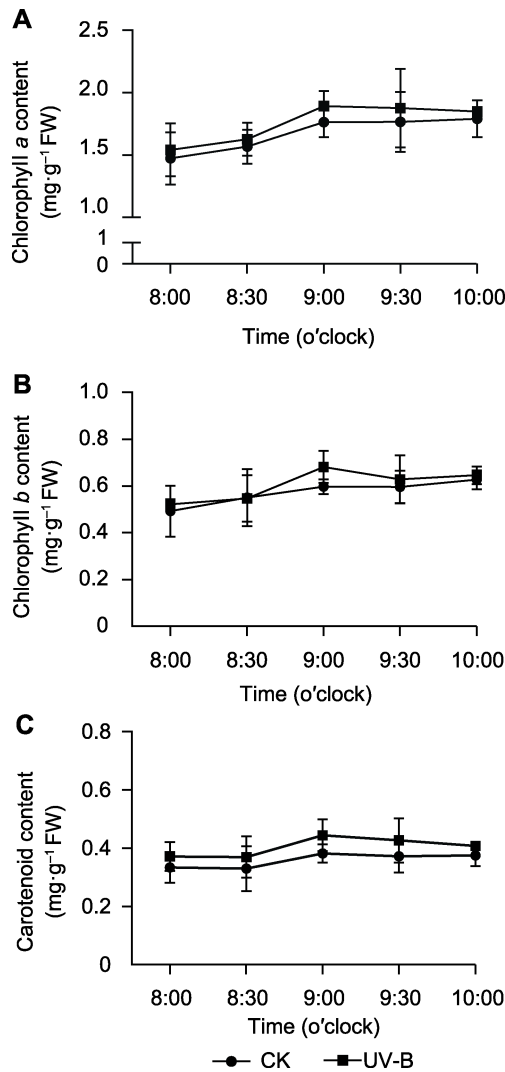 A
2.5
2.0
1.5
1.0
1
0
Chlorophyll a content
(mg·g⁻¹ FW)
8:00 8:30 9:00 9:30 10:00
Time (o′clock)
B
1.0
0.8
0.6
0.4
0.2
0
Chlorophyll b content
(mg·g⁻¹ FW)
8:00 8:30 9:00 9:30 10:00
Time (o′clock)
C
0.8
0.6
0.4
0.2
0
Carotenoid content
(mg·g⁻¹ FW)
8:00 8:30 9:00 9:30 10:00
Time (o′clock)
CK UV-B